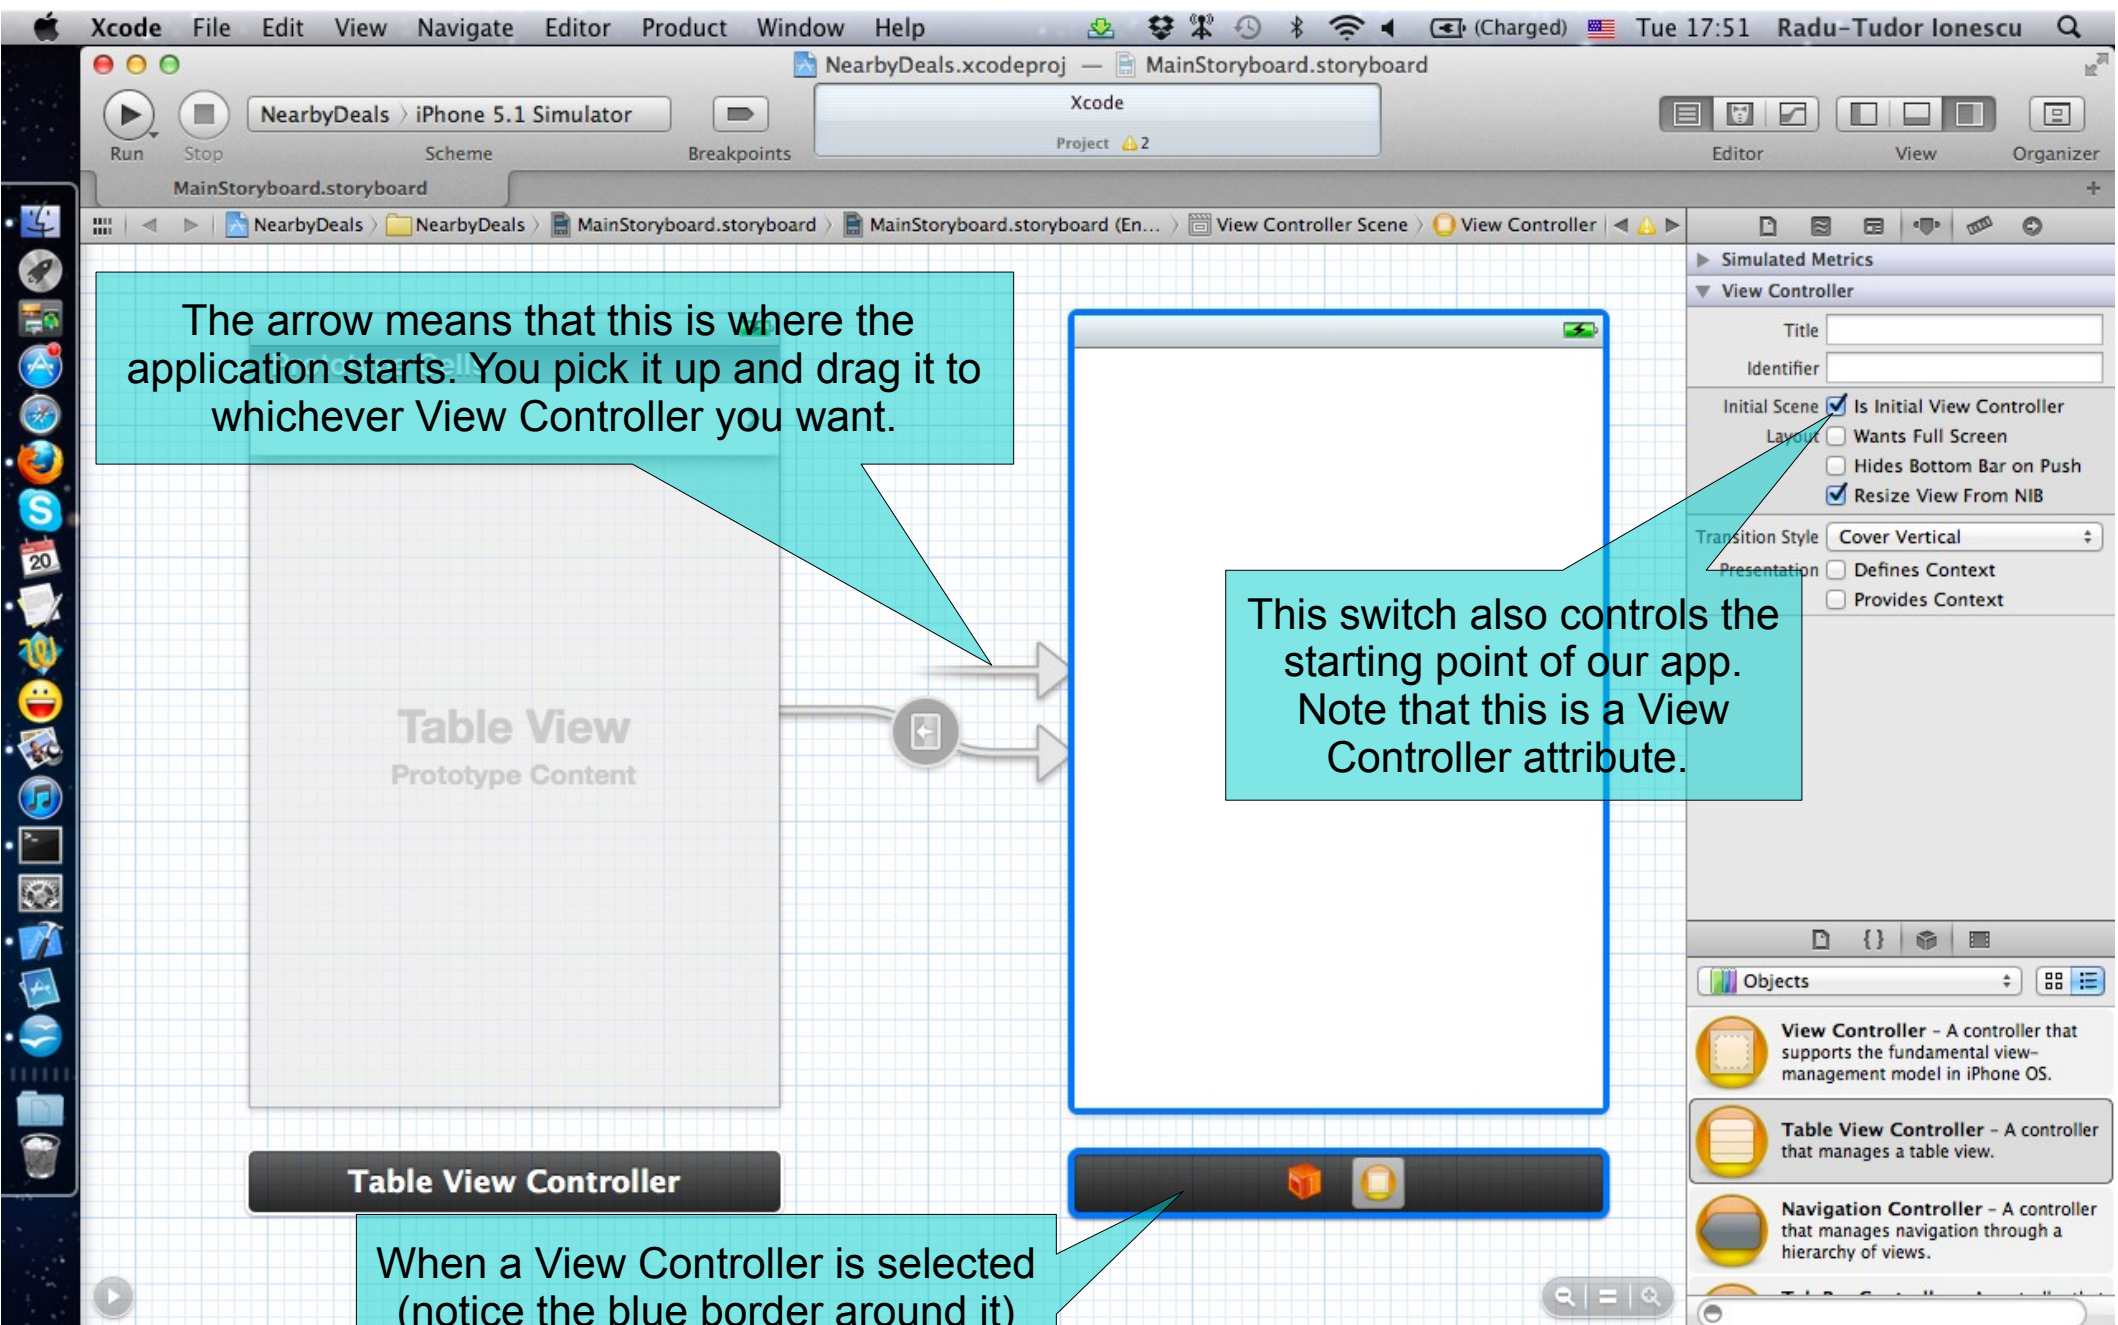 Xcode File Edit View Navigate Editor Product Window Help (Charged) Tue 17:51 Radu-Tudor Ionescu
NearbyDeals.xcodeproj — MainStoryboard.storyboard
NearbyDeals iPhone 5.1 Simulator
Xcode
Project 2
Run Stop Scheme Breakpoints Editor View Organizer
MainStoryboard.storyboard
NearbyDeals NearbyDeals MainStoryboard.storyboard MainStoryboard.storyboard (En... View Controller Scene View Controller
The arrow means that this is where the
application starts. You pick it up and drag it to
whichever View Controller you want.
Prototype Cells
Table View
Prototype Content
Table View Controller
This switch also controls the
starting point of our app.
Note that this is a View
Controller attribute.
When a View Controller is selected
(notice the blue border around it)
Simulated Metrics
View Controller
Title
Identifier
Initial Scene Is Initial View Controller
Layout Wants Full Screen
Hides Bottom Bar on Push
Resize View From NIB
Transition Style Cover Vertical
Presentation Defines Context
Provides Context
Objects
View Controller – A controller that
supports the fundamental view-
management model in iPhone OS.
Table View Controller – A controller
that manages a table view.
Navigation Controller – A controller
that manages navigation through a
hierarchy of views.
20